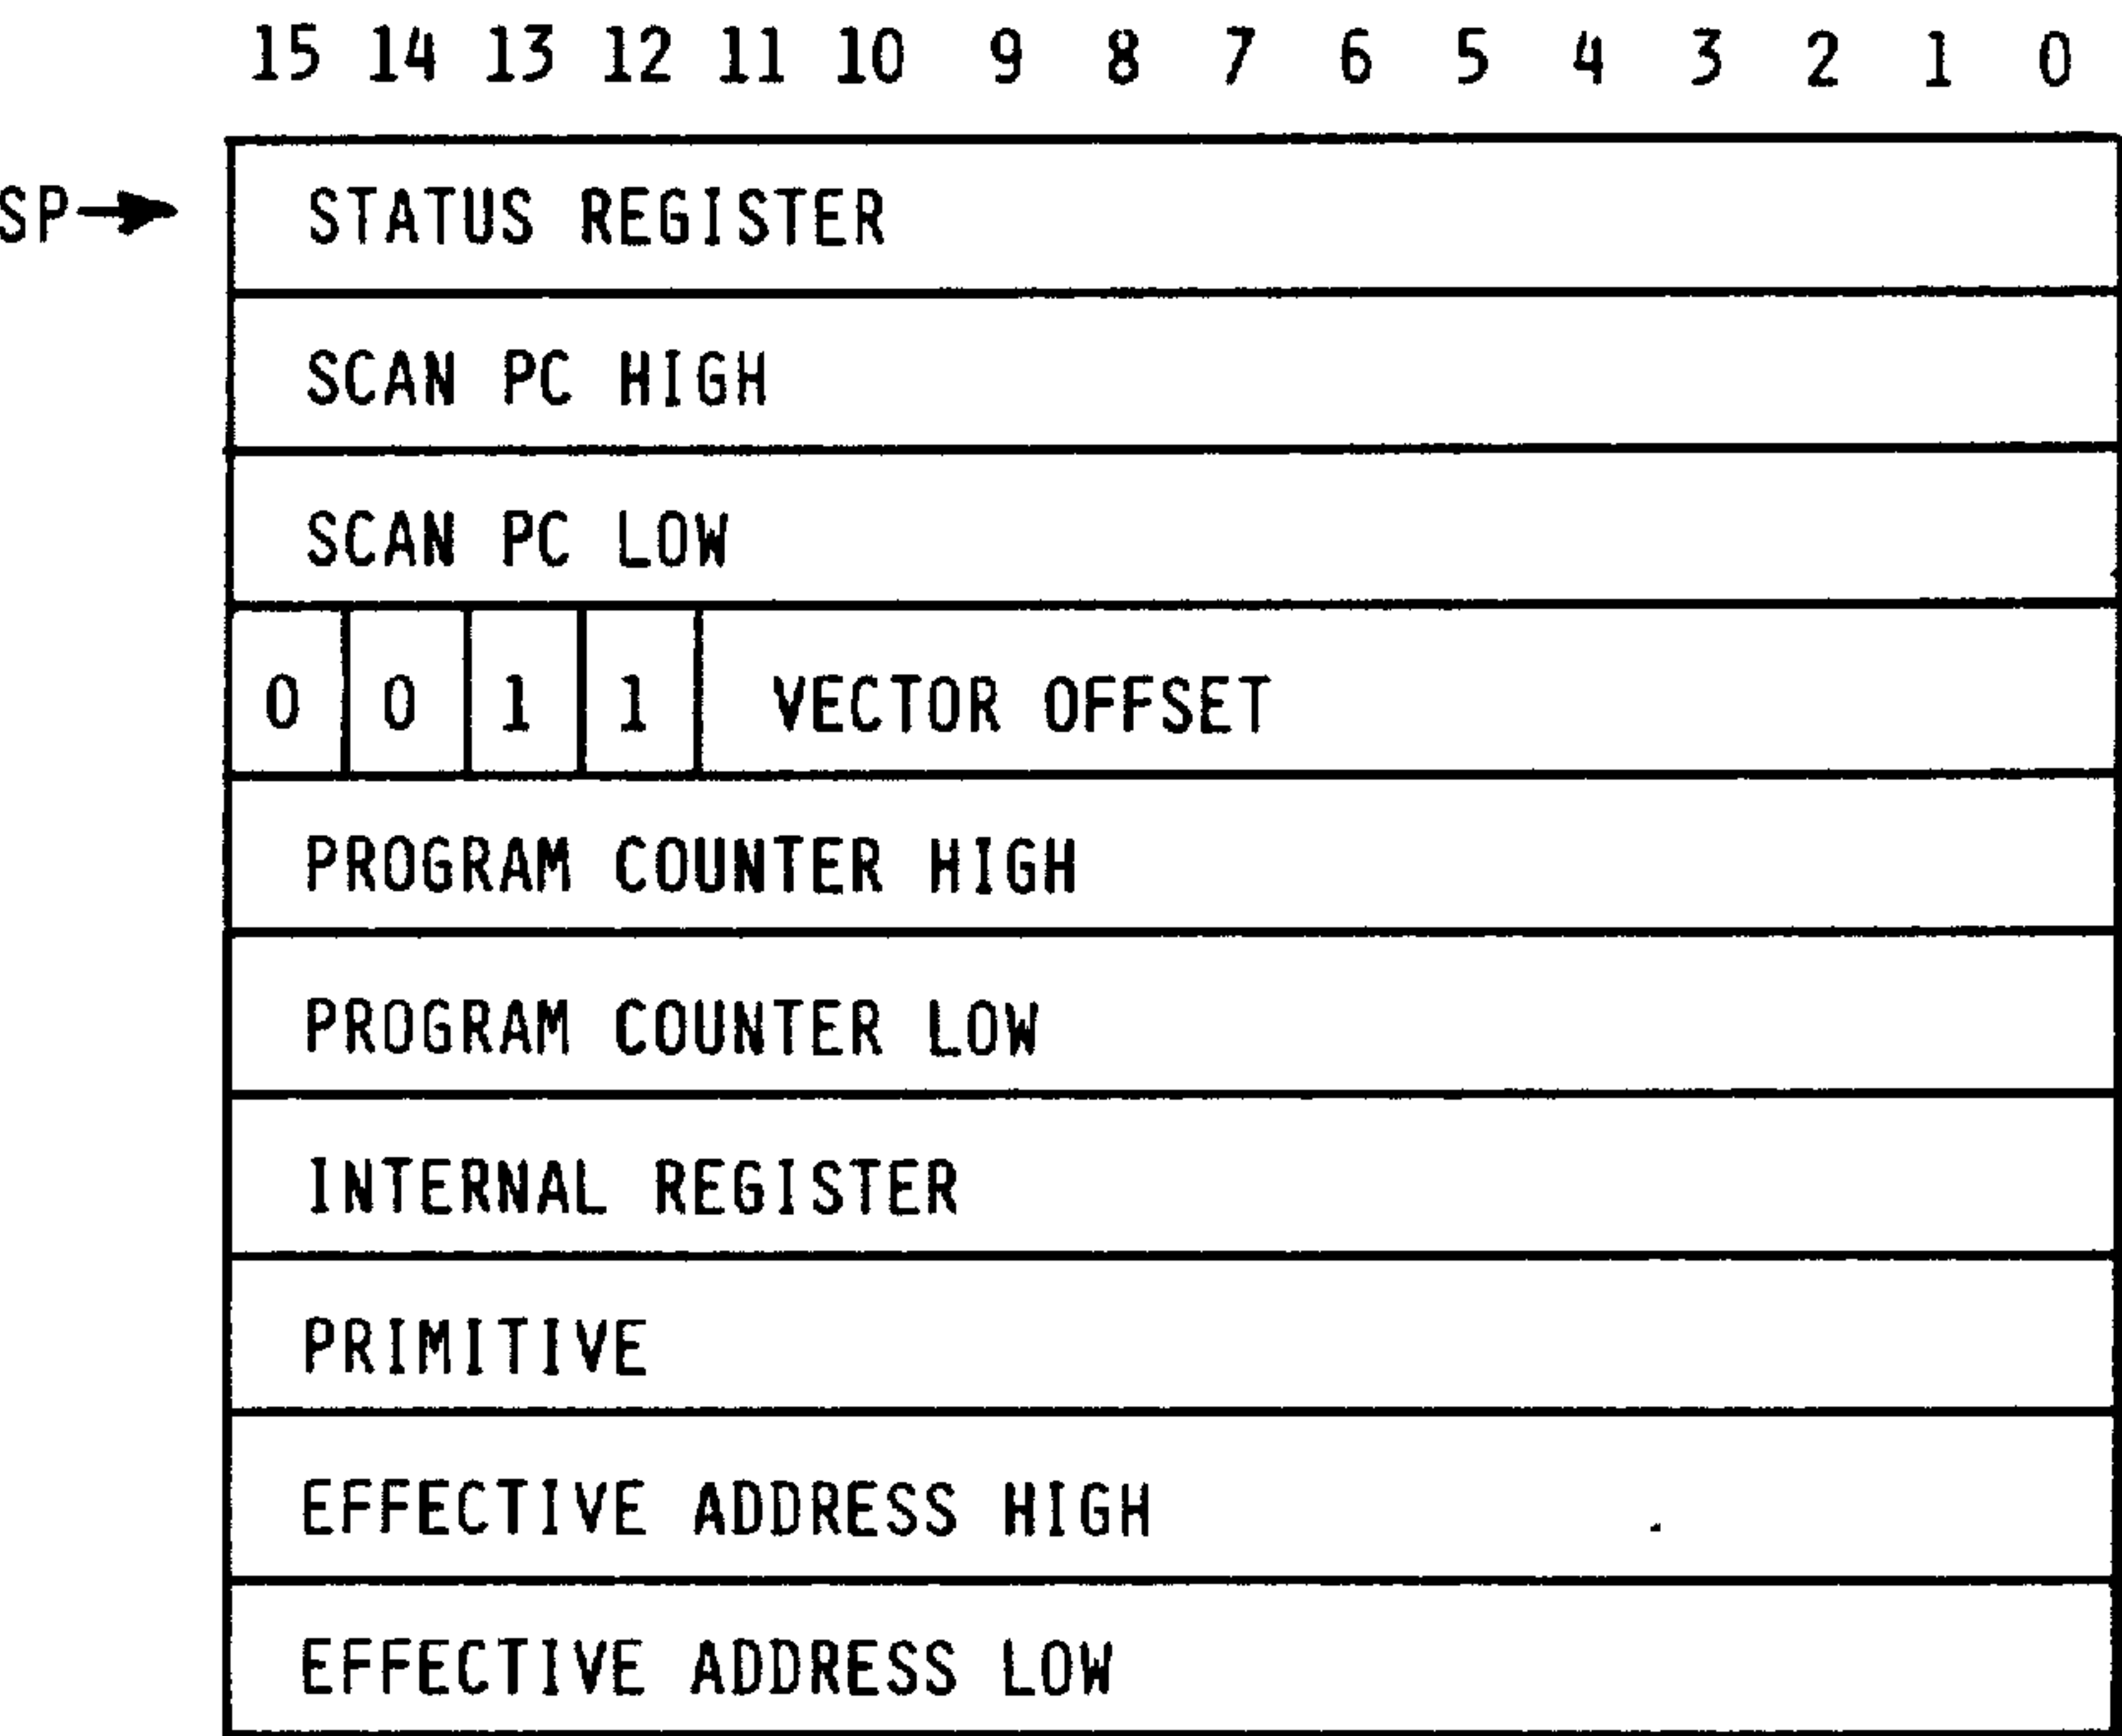 15 14 13 12 11 10 9 8 7 6 5 4 3 2 1 0
SP STATUS REGISTER
SCAN PC HIGH
SCAN PC LOW
0 0 1 1 VECTOR OFFSET
PROGRAM COUNTER HIGH
PROGRAM COUNTER LOW
INTERNAL REGISTER
PRIMITIVE
EFFECTIVE ADDRESS HIGH
EFFECTIVE ADDRESS LOW